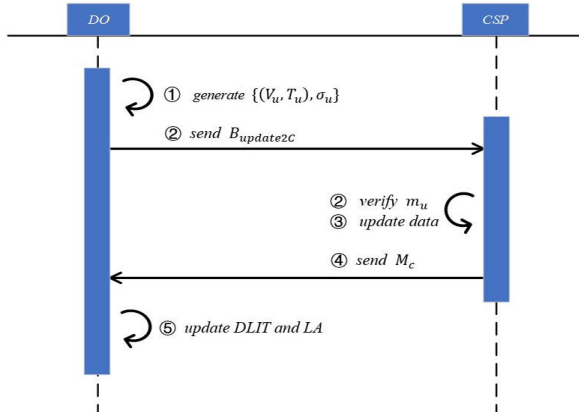 DO
CSP
① generate {(V_u, T_u), σ_u}
② send B_update2C
② verify m_u
③ update data
④ send M_c
⑤ update DLIT and LA